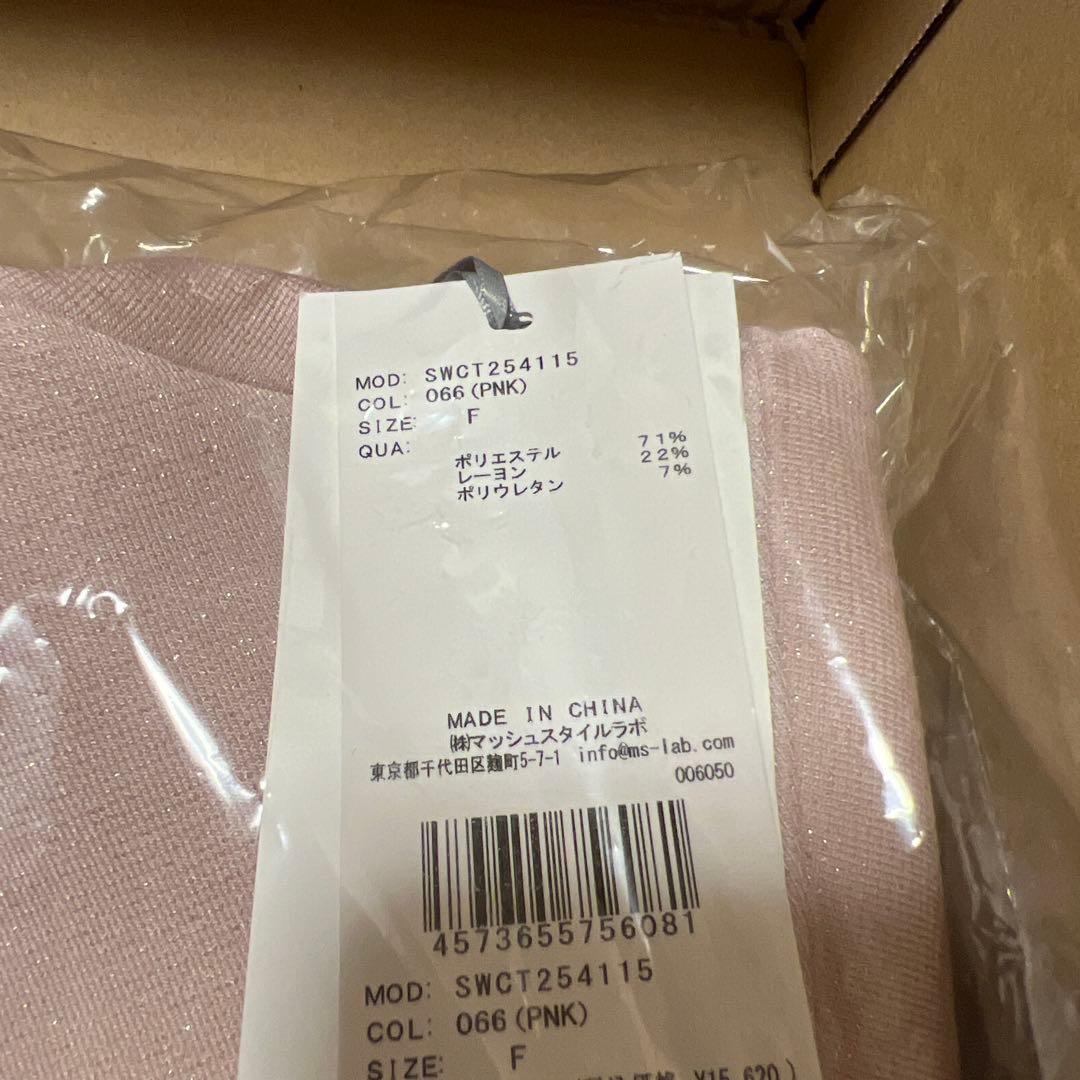 MOD: SWCT254115
COL: 066(PNK)
SIZE: F
QUA:
ポリエステル 71%
レーヨン 22%
ポリウレタン 7%
MADE IN CHINA
㈱マッシュスタイルラボ
東京都千代田区麹町5-7-1 info@ms-lab.com
006050
4573655756081
MOD: SWCT254115
COL: 066(PNK)
SIZE: F
¥15,620)